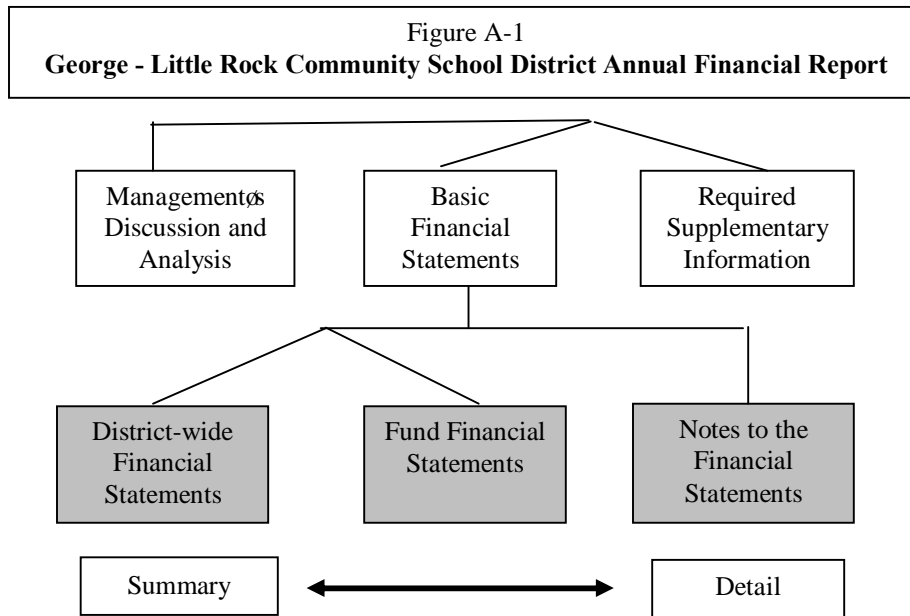 Figure A-1
George - Little Rock Community School District Annual Financial Report
Managementøs
Discussion and
Analysis
Basic
Financial
Statements
Required
Supplementary
Information
District-wide
Financial
Statements
Fund Financial
Statements
Notes to the
Financial
Statements
Summary
Detail